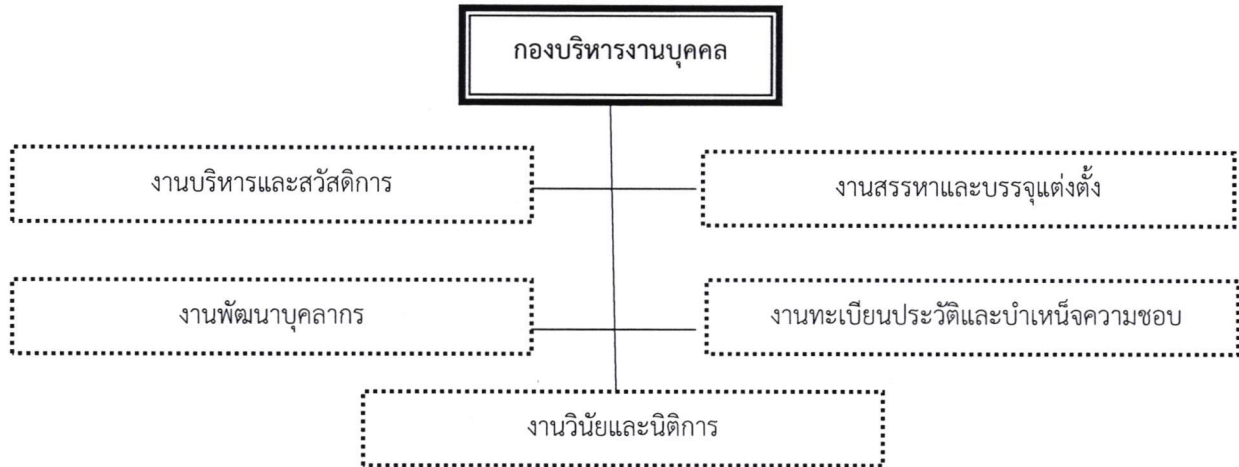 กองบริหารงานบุคคล
งานบริหารและสวัสดิการ
งานสรรหาและบรรจุแต่งตั้ง
งานพัฒนาบุคลากร
งานทะเบียนประวัติและบำเหน็จความชอบ
งานวินัยและนิติการ